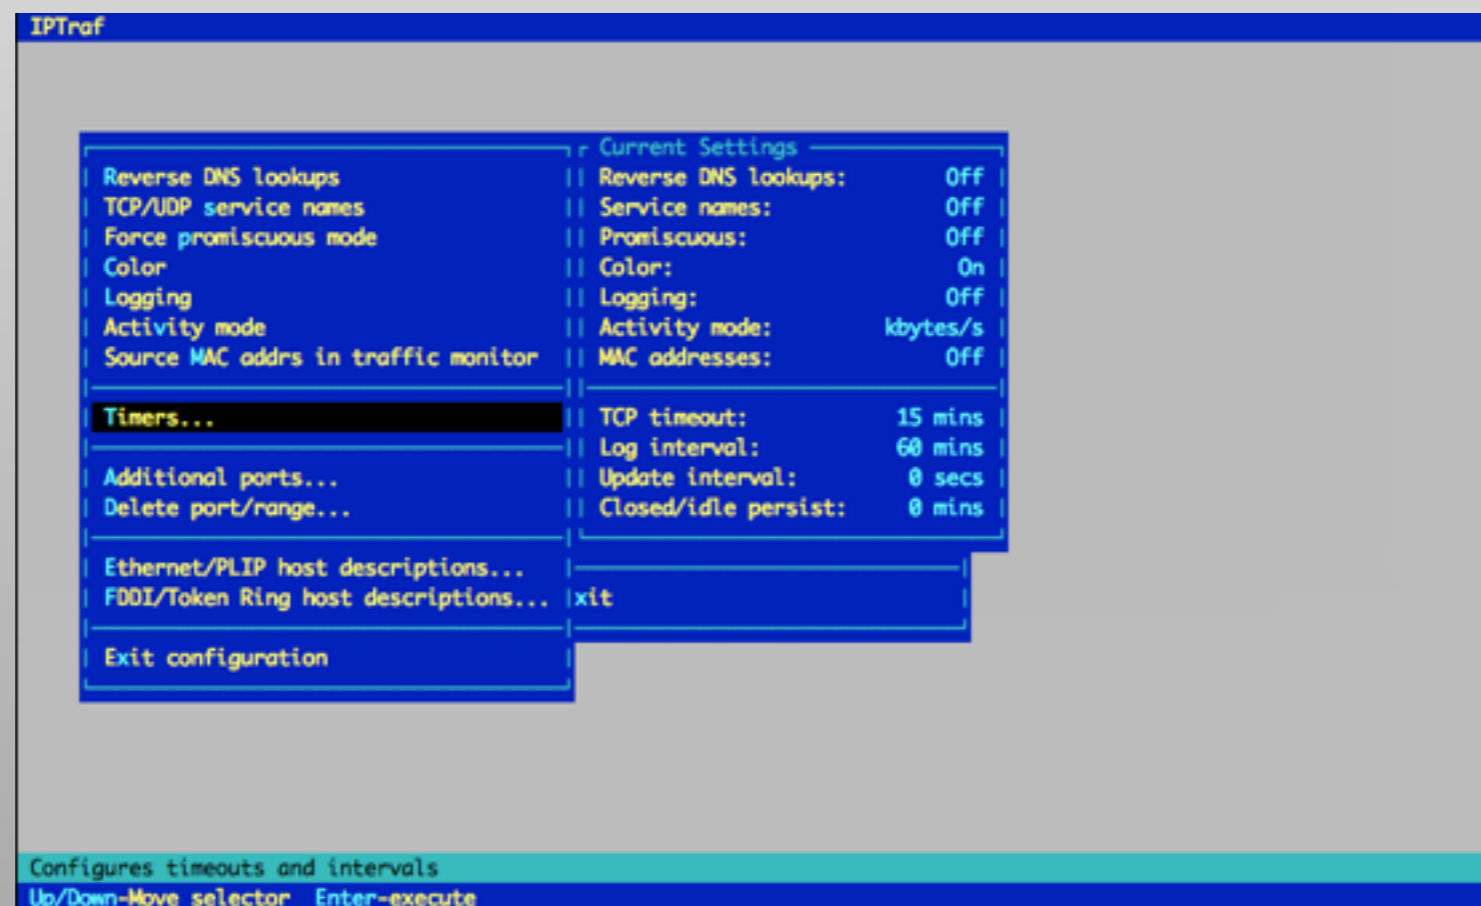 IPTraf
Reverse DNS lookups
TCP/UDP service names
Force promiscuous mode
Color
Logging
Activity mode
Source MAC addrs in traffic monitor
Timers...
Additional ports...
Delete port/range...
Ethernet/PLIP host descriptions...
FDDI/Token Ring host descriptions...
Exit configuration
Current Settings
Reverse DNS lookups: Off
Service names: Off
Promiscuous: Off
Color: On
Logging: Off
Activity mode: kbytes/s
MAC addresses: Off
TCP timeout: 15 mins
Log interval: 60 mins
Update interval: 0 secs
Closed/idle persist: 0 mins
xit
Configures timeouts and intervals
Up/Down-Move selector Enter-execute